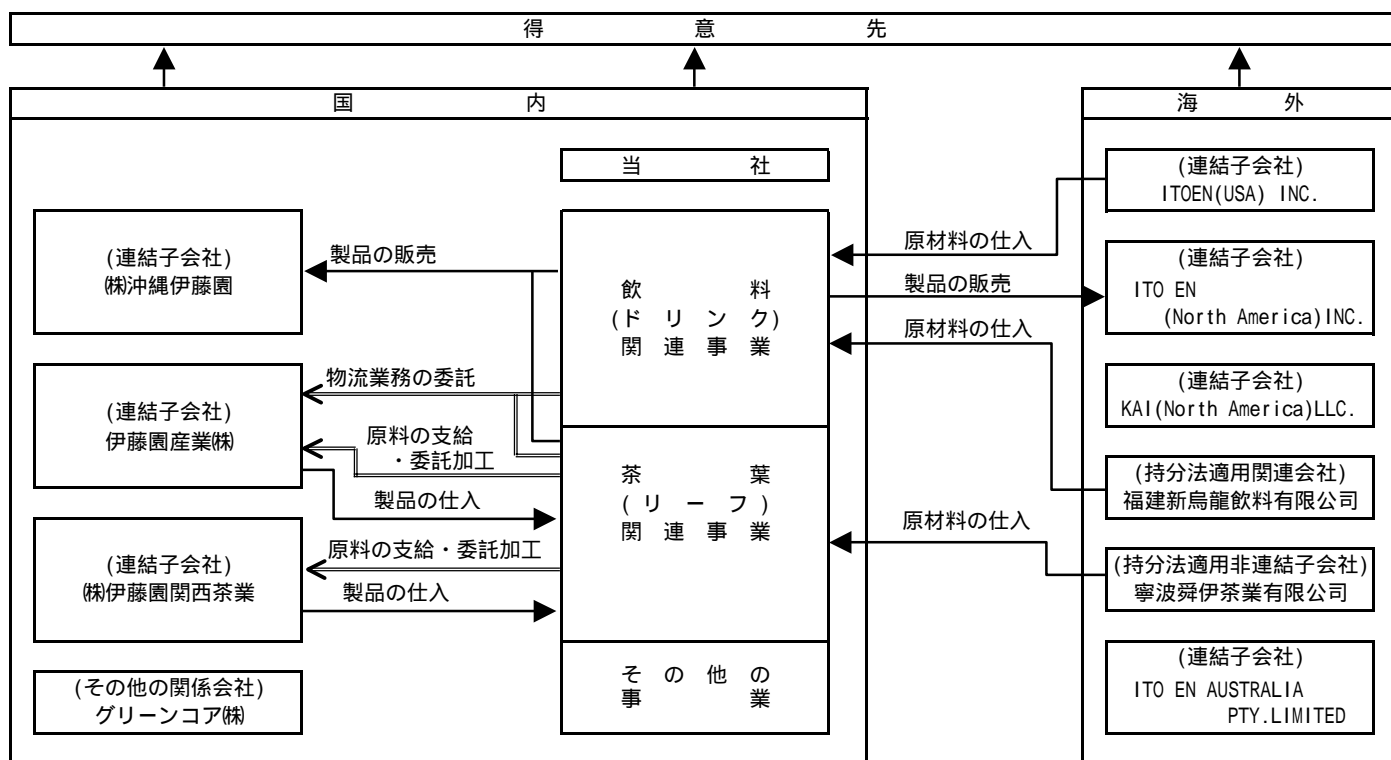 得 意 先
国 内
海 外
当 社
(連結子会社)
㈱沖縄伊藤園
(連結子会社)
伊藤園産業㈱
(連結子会社)
㈱伊藤園関西茶業
(その他の関係会社)
グリーンコア㈱
製品の販売
物流業務の委託
原料の支給
・委託加工
製品の仕入
原料の支給・委託加工
製品の仕入
飲 料
(ドリンク)
関連事業
茶 葉
(リーフ)
関連事業
その他の
事 業
原材料の仕入
製品の販売
原材料の仕入
原材料の仕入
(連結子会社)
ITOEN(USA) INC.
(連結子会社)
ITO EN
(North America)INC.
(連結子会社)
KAI(North America)LLC.
(持分法適用関連会社)
福建新烏龍飲料有限公司
(持分法適用非連結子会社)
寧波舜伊茶業有限公司
(連結子会社)
ITO EN AUSTRALIA
PTY.LIMITED